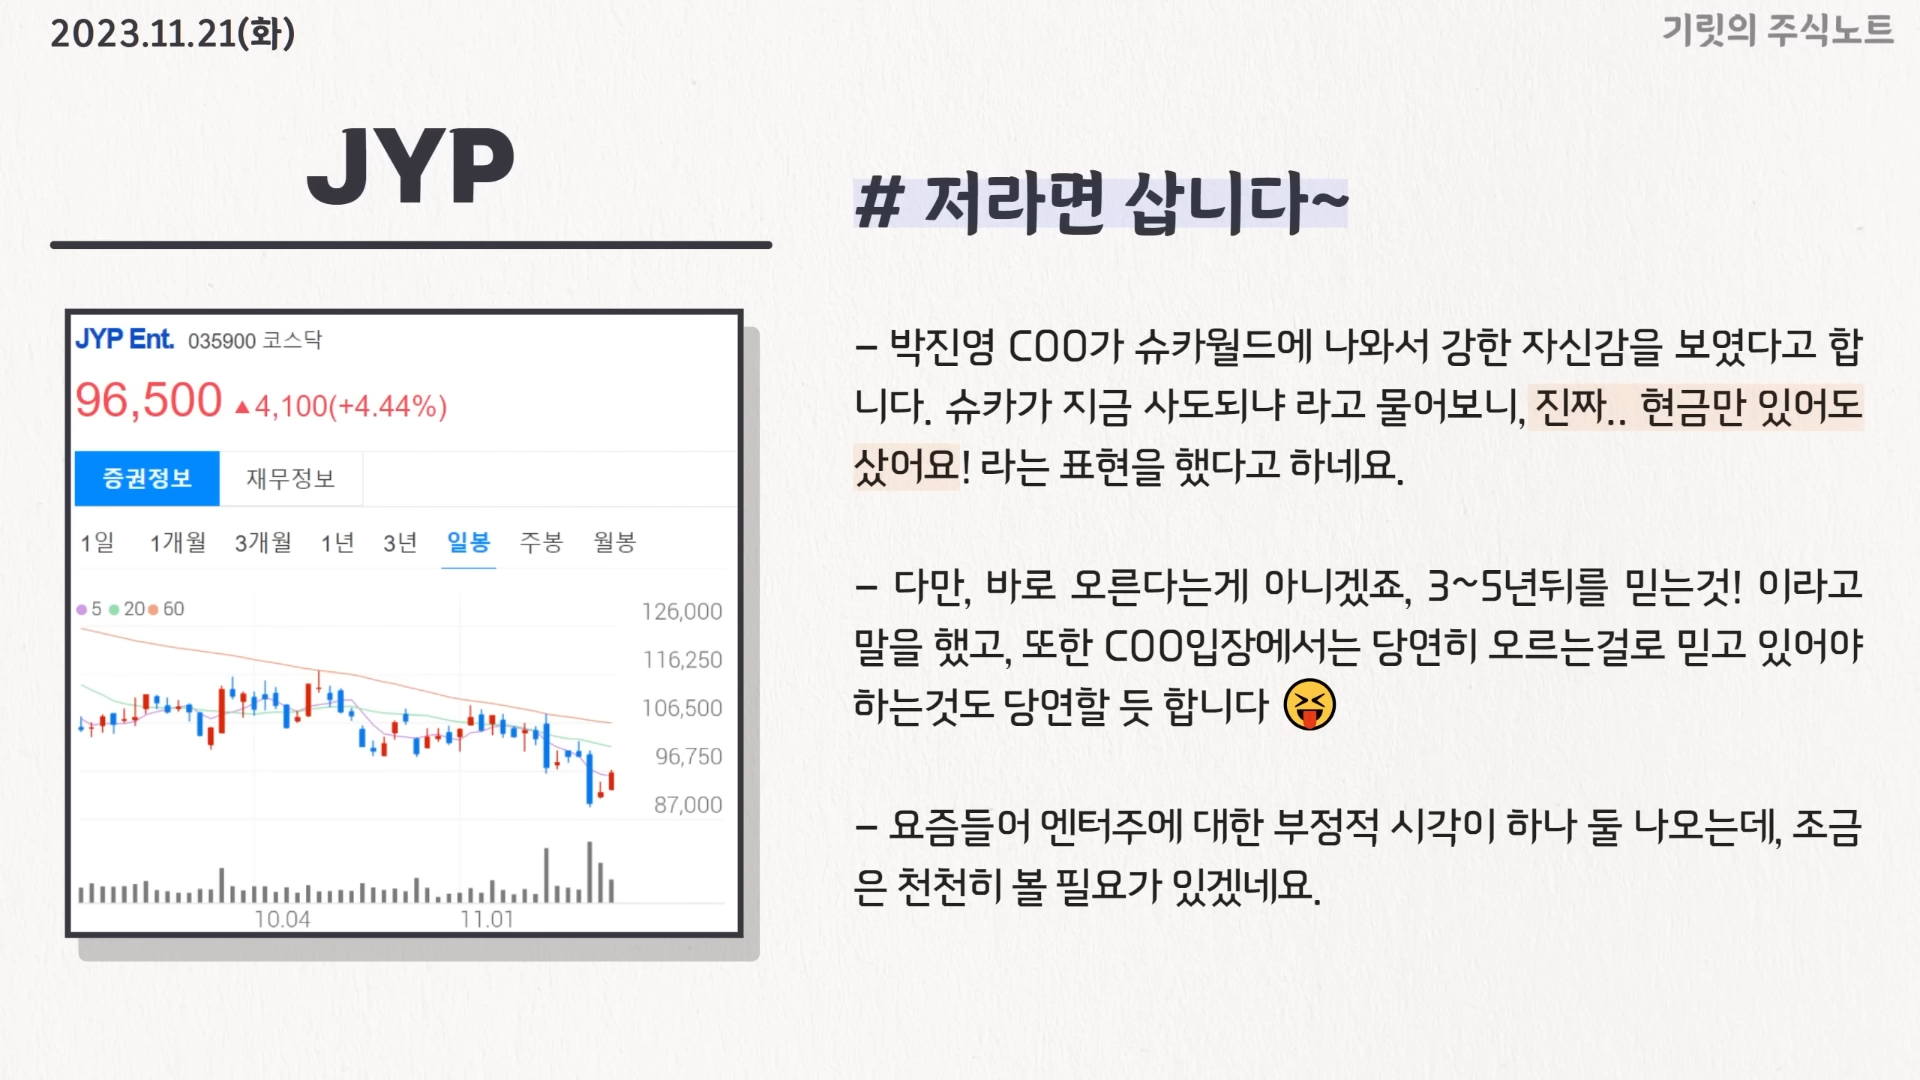 2023.11.21(화)
기릿의 주식노트
JYP
JYP Ent. 035900 코스닥
96,500 ▲4,100(+4.44%)
증권정보 재무정보
1일 1개월 3개월 1년 3년 일봉 주봉 월봉
5 20 60
126,000
116,250
106,500
96,750
87,000
10.04 11.01
# 저라면 삽니다~
– 박진영 COO가 슈카월드에 나와서 강한 자신감을 보였다고 합
니다. 슈카가 지금 사도되냐 라고 물어보니, 진짜.. 현금만 있어도
샀어요! 라는 표현을 했다고 하네요.
– 다만, 바로 오른다는게 아니겠죠, 3~5년뒤를 믿는것! 이라고
말을 했고, 또한 COO입장에서는 당연히 오르는걸로 믿고 있어야
하는것도 당연할 듯 합니다 😝
– 요즘들어 엔터주에 대한 부정적 시각이 하나 둘 나오는데, 조금
은 천천히 볼 필요가 있겠네요.